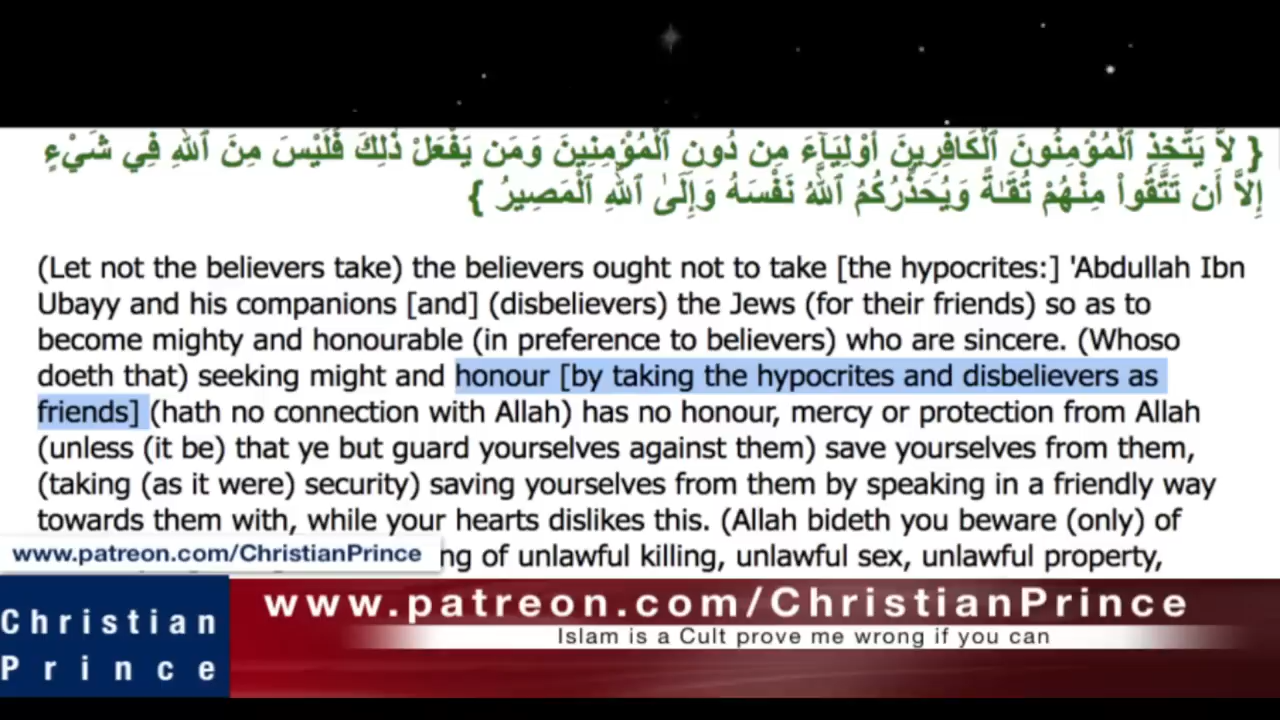 { لاَّ يَتَّخِذِ ٱلْمُؤْمِنُونَ ٱلْكَافِرِينَ أَوْلِيَآءَ مِن دُونِ ٱلْمُؤْمِنِينَ وَمَن يَفْعَلْ ذٰلِكَ فَلَيْسَ مِنَ ٱللَّهِ فِي شَيْءٍ
إِلاَّ أَن تَتَّقُواْ مِنْهُمْ تُقَـٰةً وَيُحَذِّرُكُمُ ٱللَّهُ نَفْسَهُ وَإِلَىٰ ٱللَّهِ ٱلْمَصِيرُ }
(Let not the believers take) the believers ought not to take [the hypocrites:] 'Abdullah Ibn
Ubayy and his companions [and] (disbelievers) the Jews (for their friends) so as to
become mighty and honourable (in preference to believers) who are sincere. (Whoso
doeth that) seeking might and honour [by taking the hypocrites and disbelievers as
friends] (hath no connection with Allah) has no honour, mercy or protection from Allah
(unless (it be) that ye but guard yourselves against them) save yourselves from them,
(taking (as it were) security) saving yourselves from them by speaking in a friendly way
towards them with, while your hearts dislikes this. (Allah bideth you beware (only) of
of unlawful killing, unlawful sex, unlawful property,
www.patreon.com/ChristianPrince
www.patreon.com/ChristianPrince
Islam is a Cult prove me wrong if you can
Christian
Prince